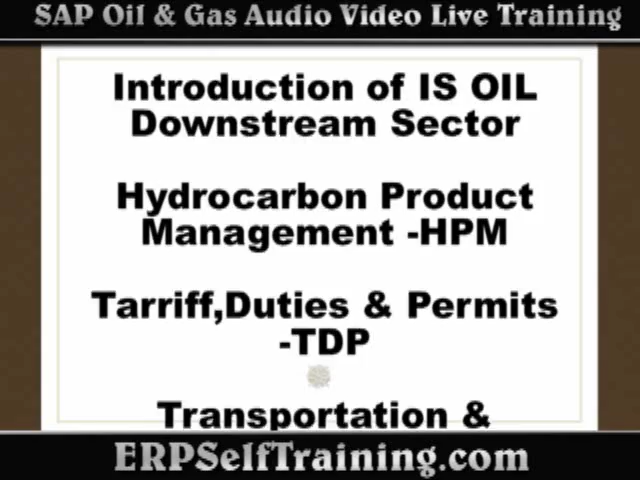 SAP Oil & Gas Audio Video Live Training
Introduction of IS OIL
Downstream Sector
Hydrocarbon Product
Management -HPM
Tarriff,Duties & Permits
-TDP
Transportation &
ERPSelfTraining.com